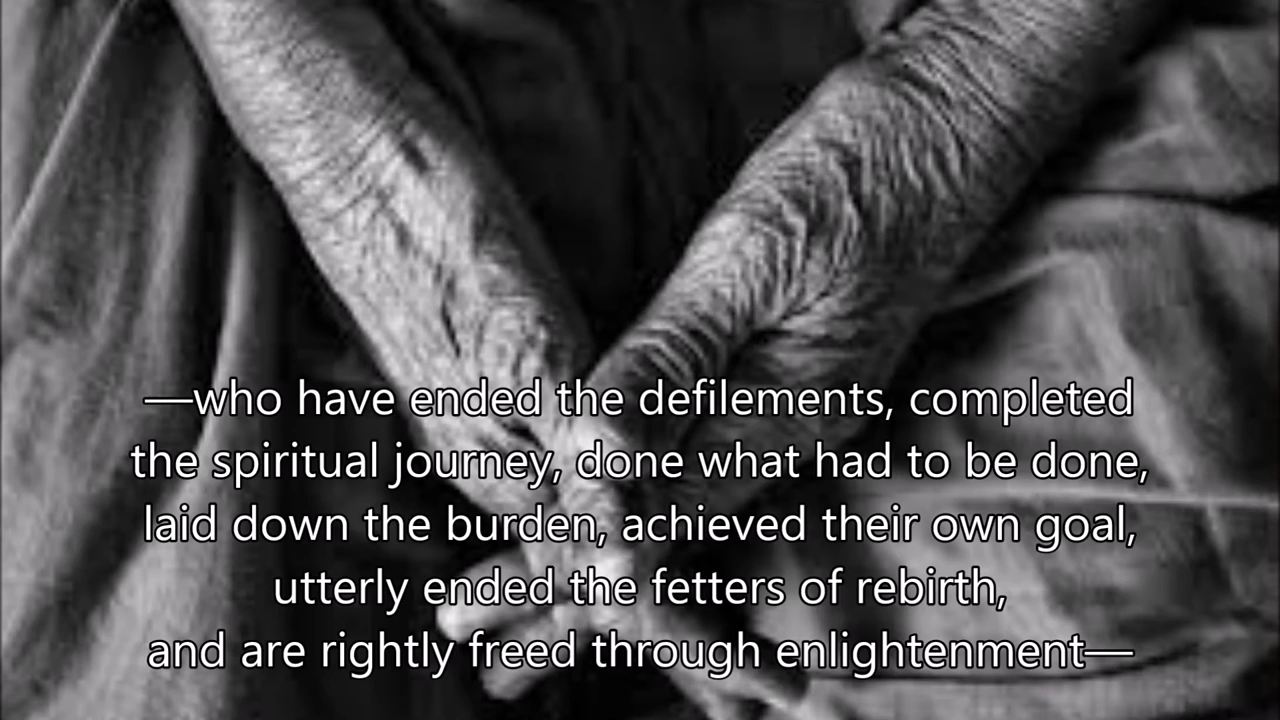 —who have ended the defilements, completed
the spiritual journey, done what had to be done,
laid down the burden, achieved their own goal,
utterly ended the fetters of rebirth,
and are rightly freed through enlightenment—